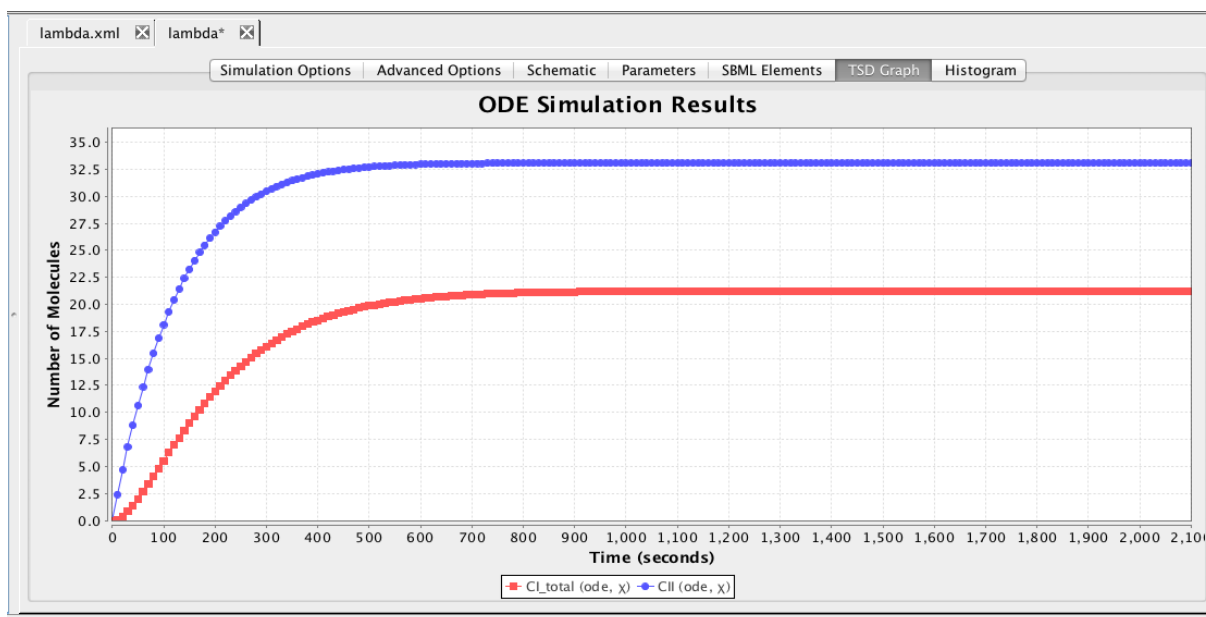 lambda.xml lambda*
Simulation Options Advanced Options Schematic Parameters SBML Elements TSD Graph Histogram
ODE Simulation Results
Number of Molecules
35.0
32.5
30.0
27.5
25.0
22.5
20.0
17.5
15.0
12.5
10.0
7.5
5.0
2.5
0.0
0 100 200 300 400 500 600 700 800 900 1,000 1,100 1,200 1,300 1,400 1,500 1,600 1,700 1,800 1,900 2,000 2,10
Time (seconds)
CI_total (ode, χ) CII (ode, χ)